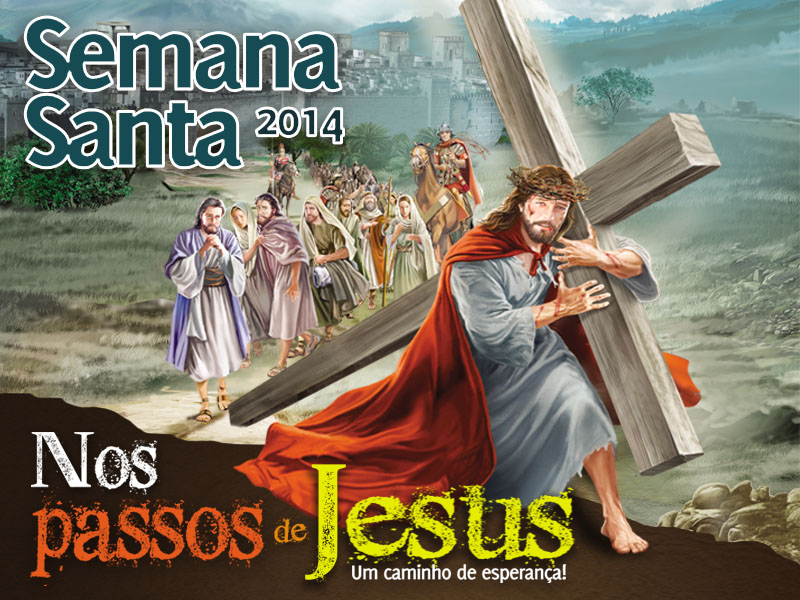 Semana
Santa 2014
Nos
passos de Jesus
Um caminho de esperança!